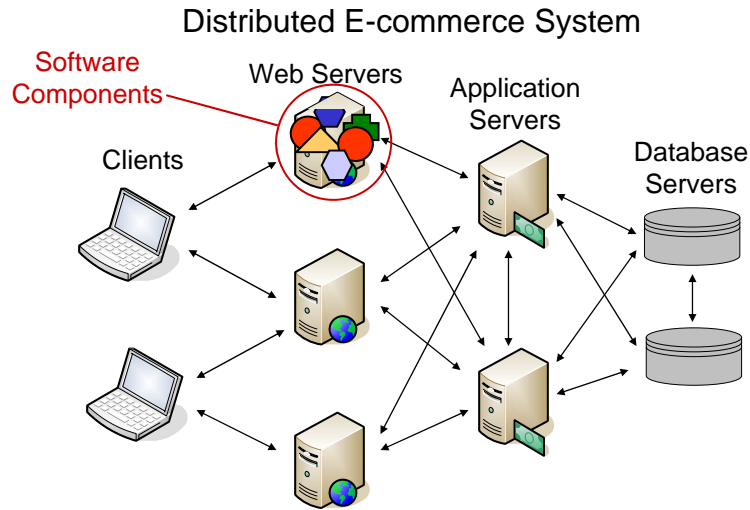 Distributed E-commerce System
Software
Components
Web Servers
Application
Servers
Clients
Database
Servers